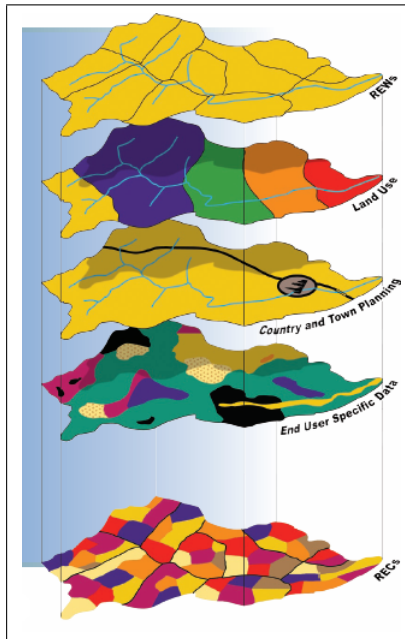 REWs
Land Use
Country and Town Planning
End User Specific Data
RECs